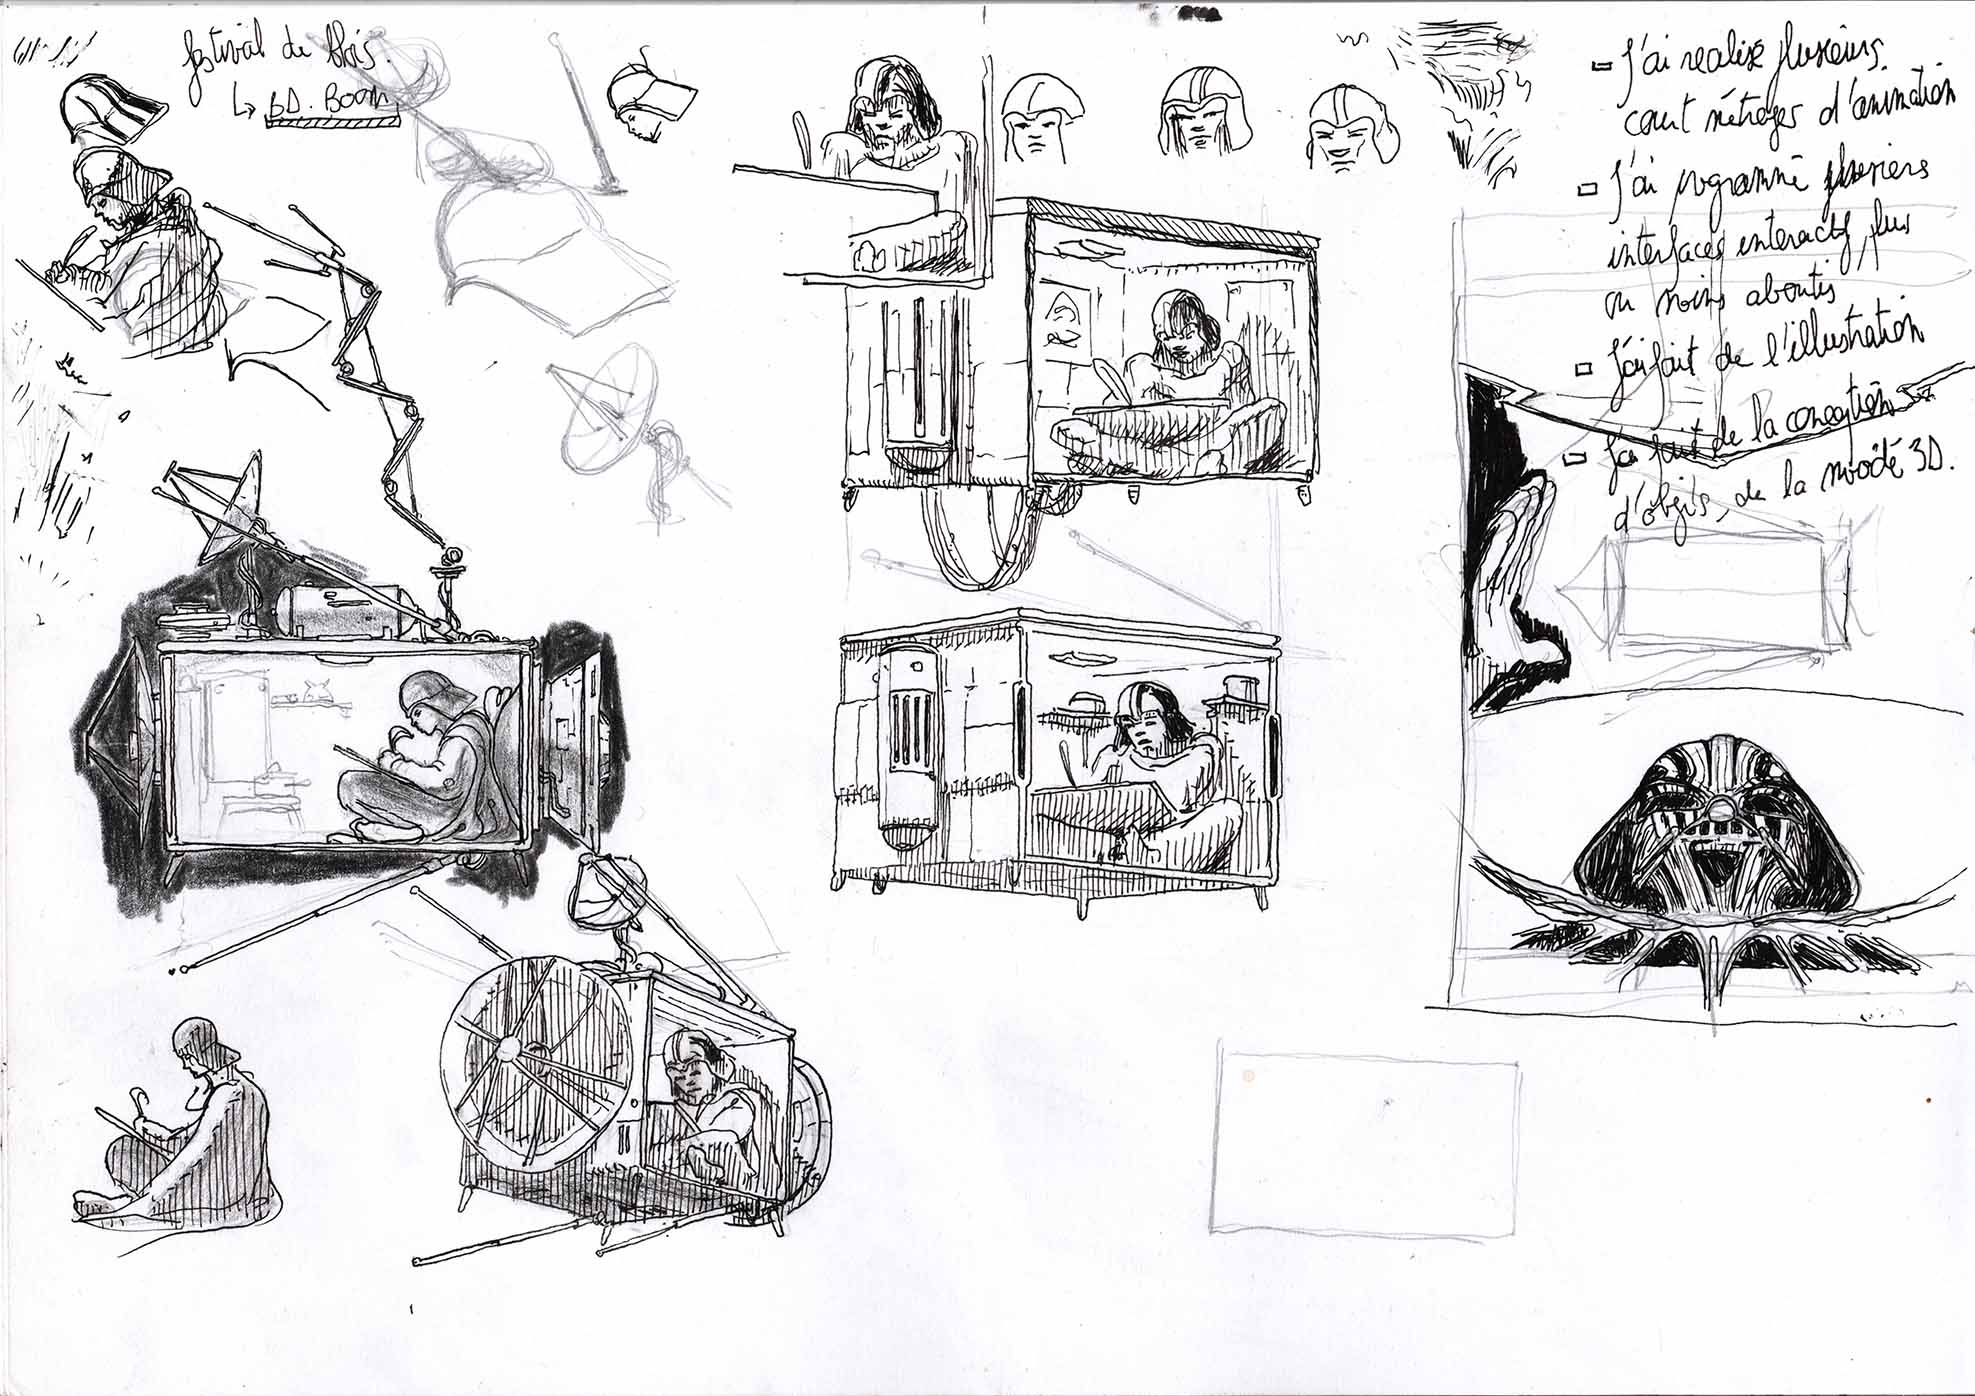 festival de blois.
↳ BD. Boom
▭ J'ai realisé plusieurs
court métrages d'animation
▭ J'ai programmé plusieurs
interfaces interactifs, plus
ou moins aboutis
▭ J'ai fait de l'illustration
▭ J'ai fait de la conception
d'objets, de la modé 3D.